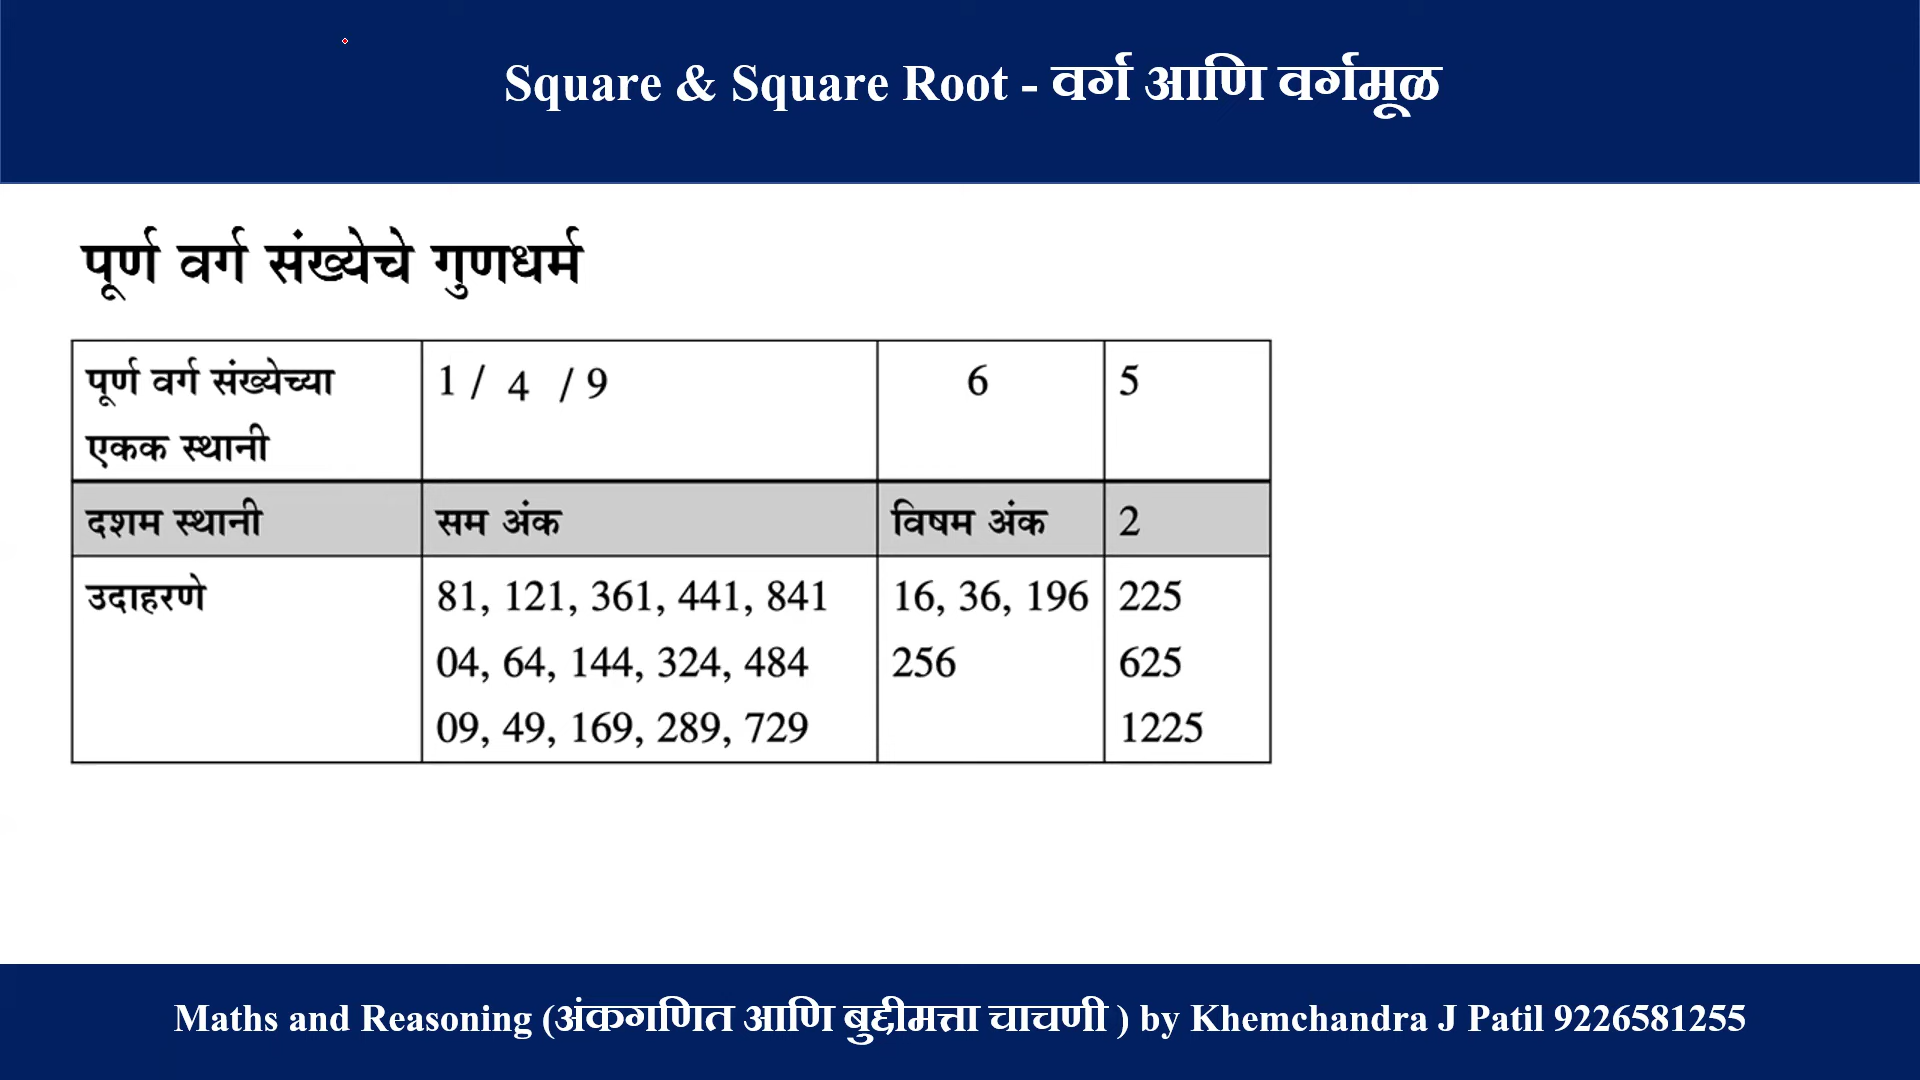 Square & Square Root - वर्ग आणि वर्गमूळ
पूर्ण वर्ग संख्येचे गुणधर्म
पूर्ण वर्ग संख्येच्या एकक स्थानी 1 / 4 / 9 6 5
दशम स्थानी सम अंक विषम अंक 2
उदाहरणे 81, 121, 361, 441, 841 16, 36, 196 225
04, 64, 144, 324, 484 256 625
09, 49, 169, 289, 729 1225
Maths and Reasoning (अंकगणित आणि बुद्दीमत्ता चाचणी ) by Khemchandra J Patil 9226581255